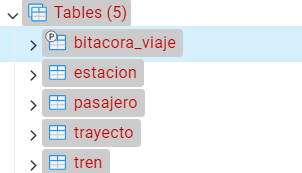 Tables (5)
bitacora_viaje
estacion
pasajero
trayecto
tren